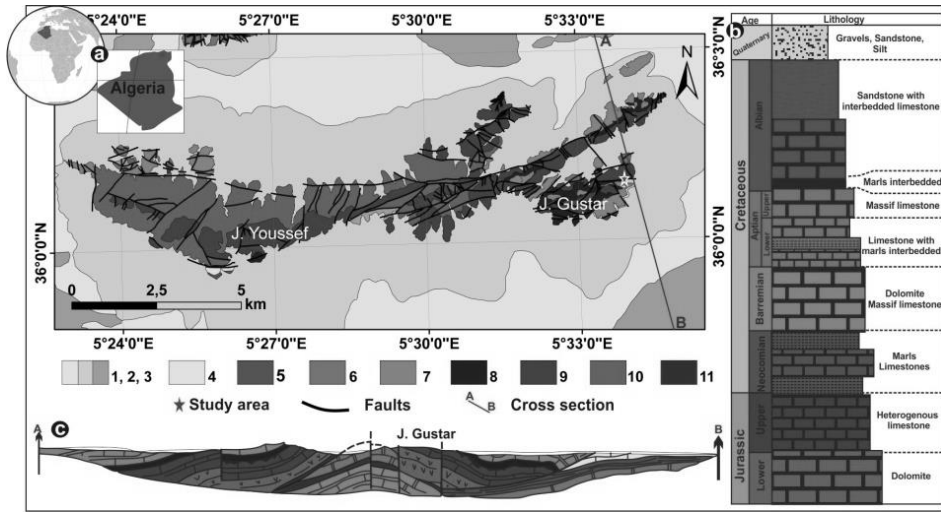 a
Algeria
5°24'0"E
5°27'0"E
5°30'0"E
5°33'0"E
36°3'0"N
36°0'0"N
36°0'0"N
N
A
J. Youssef
J. Gustar
B
0
2,5
5
km
5°24'0"E
5°27'0"E
5°30'0"E
5°33'0"E
1, 2, 3
4
5
6
7
8
9
10
11
Study area
Faults
A
B
Cross section
c
A
J. Gustar
B
b
Age
Lithology
Quaternary
Gravels, Sandstone,
Silt
Cretaceous
Albian
Sandstone with
interbedded limestone
Marls interbedded
Aptian
Upper
Massif limestone
Lower
Limestone with
marls interbedded
Barremian
Dolomite
Massif limestone
Neocomian
Marls
Limestones
Jurassic
Upper
Heterogenous
limestone
Lower
Dolomite